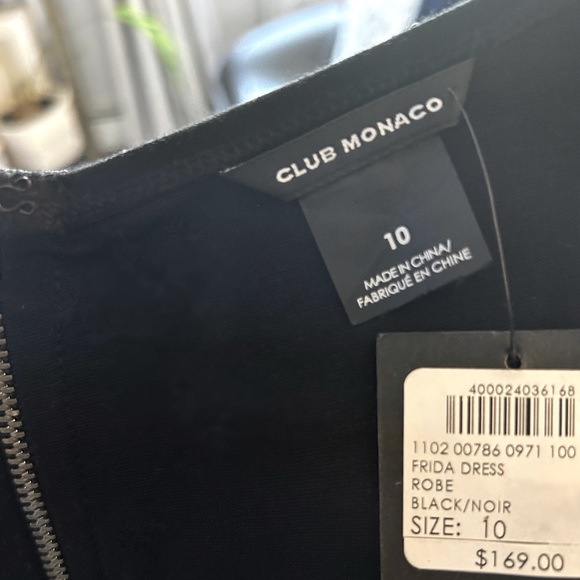 CLUB MONACO
10
MADE IN CHINA/
FABRIQUÉ EN CHINE
400024036168
1102 00786 0971 100
FRIDA DRESS
ROBE
BLACK/NOIR
SIZE: 10
$169.00